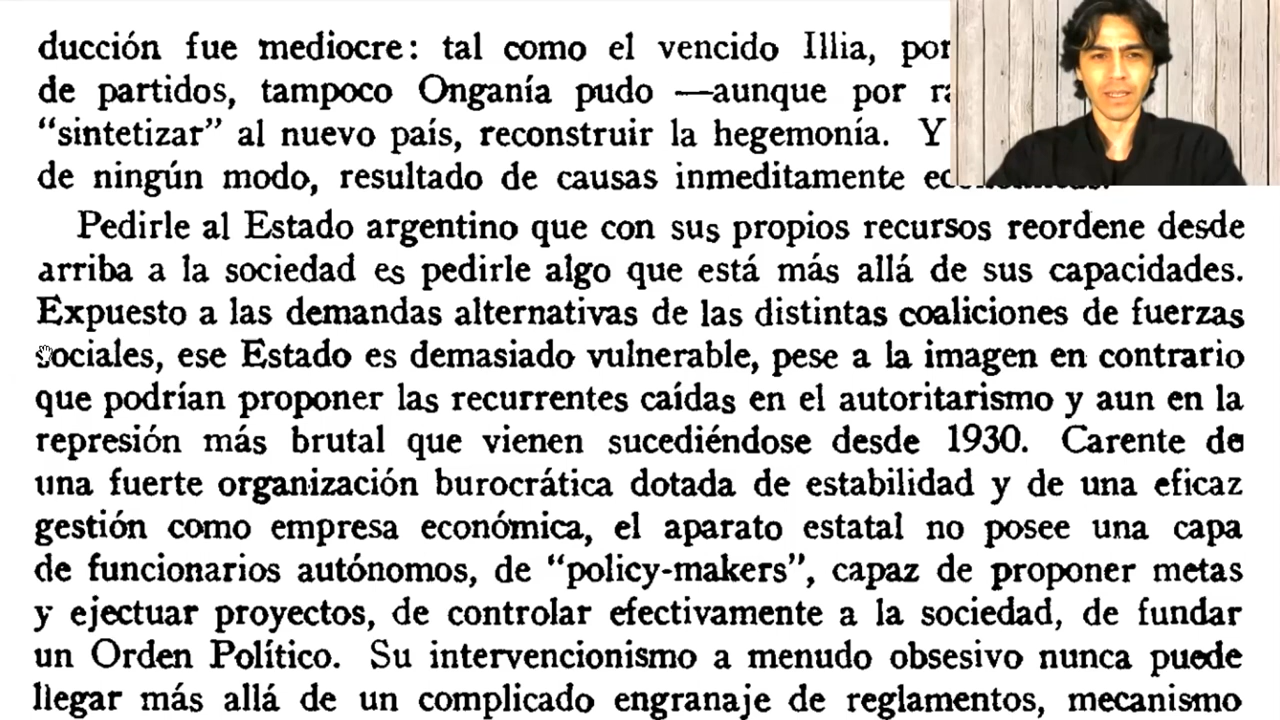 ducción fue mediocre: tal como el vencido Illia, por
de partidos, tampoco Onganía pudo —aunque por
“sintetizar” al nuevo país, reconstruir la hegemonía. Y
de ningún modo, resultado de causas inmeditamente
Pedirle al Estado argentino que con sus propios recursos reordene desde
arriba a la sociedad es pedirle algo que está más allá de sus capacidades.
Expuesto a las demandas alternativas de las distintas coaliciones de fuerzas
sociales, ese Estado es demasiado vulnerable, pese a la imagen en contrario
que podrían proponer las recurrentes caídas en el autoritarismo y aun en la
represión más brutal que vienen sucediéndose desde 1930. Carente de
una fuerte organización burocrática dotada de estabilidad y de una eficaz
gestión como empresa económica, el aparato estatal no posee una capa
de funcionarios autónomos, de “policy-makers”, capaz de proponer metas
y ejectuar proyectos, de controlar efectivamente a la sociedad, de fundar
un Orden Político. Su intervencionismo a menudo obsesivo nunca puede
llegar más allá de un complicado engranaje de reglamentos, mecanismo